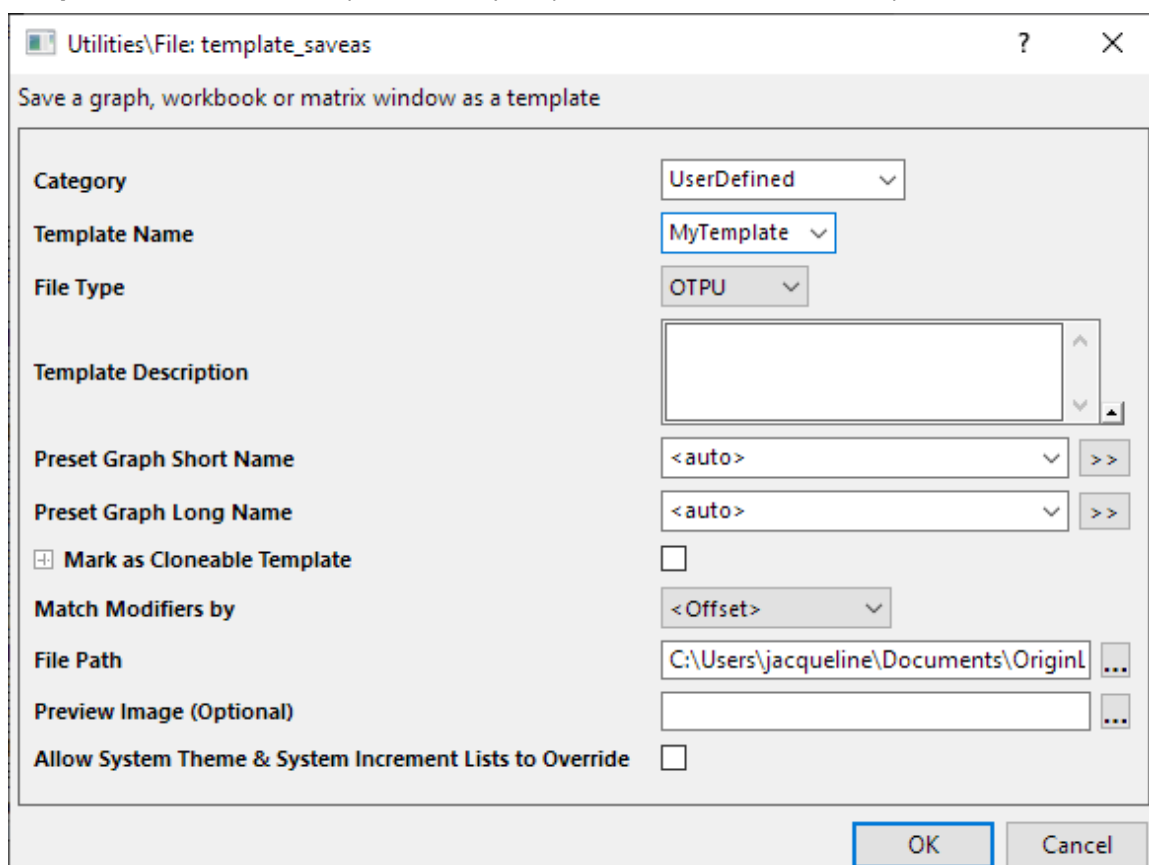 Utilities\File: template_saveas
?
Save a graph, workbook or matrix window as a template
Category
UserDefined
Template Name
MyTemplate
File Type
OTPU
Template Description
Preset Graph Short Name
<auto>
>>
Preset Graph Long Name
<auto>
>>
Mark as Cloneable Template
Match Modifiers by
<Offset>
File Path
C:\Users\jacqueline\Documents\OriginL
...
Preview Image (Optional)
...
Allow System Theme & System Increment Lists to Override
OK
Cancel